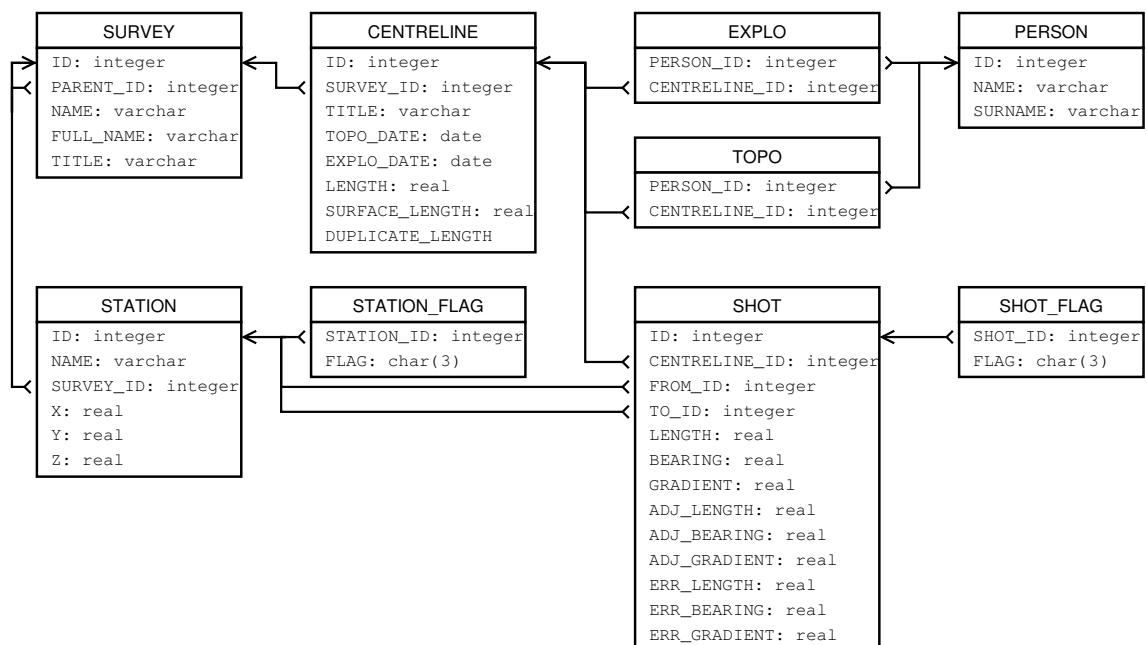 SURVEY
ID: integer
PARENT_ID: integer
NAME: varchar
FULL_NAME: varchar
TITLE: varchar
CENTRELINE
ID: integer
SURVEY_ID: integer
TITLE: varchar
TOPO_DATE: date
EXPLO_DATE: date
LENGTH: real
SURFACE_LENGTH: real
DUPLICATE_LENGTH
EXPLO
PERSON_ID: integer
CENTRELINE_ID: integer
PERSON
ID: integer
NAME: varchar
SURNAME: varchar
TOPO
PERSON_ID: integer
CENTRELINE_ID: integer
STATION
ID: integer
NAME: varchar
SURVEY_ID: integer
X: real
Y: real
Z: real
STATION_FLAG
STATION_ID: integer
FLAG: char(3)
SHOT
ID: integer
CENTRELINE_ID: integer
FROM_ID: integer
TO_ID: integer
LENGTH: real
BEARING: real
GRADIENT: real
ADJ_LENGTH: real
ADJ_BEARING: real
ADJ_GRADIENT: real
ERR_LENGTH: real
ERR_BEARING: real
ERR_GRADIENT: real
SHOT_FLAG
SHOT_ID: integer
FLAG: char(3)